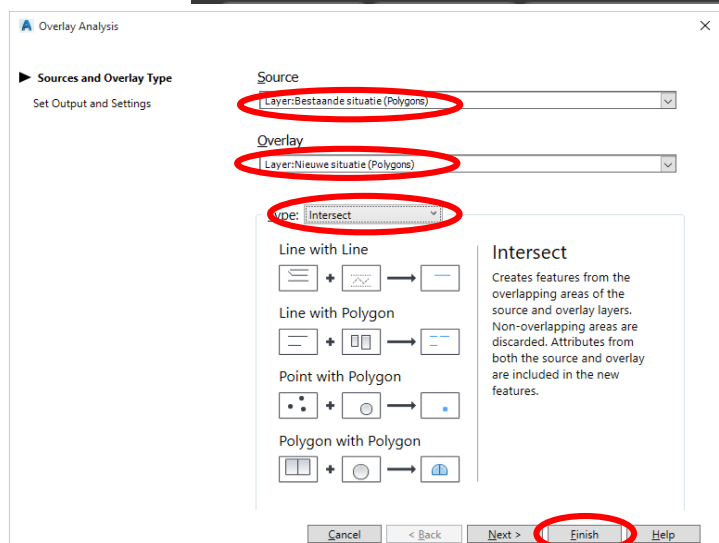 Overlay Analysis
Sources and Overlay Type
Set Output and Settings
Source
Layer:Bestaande situatie (Polygons)
Overlay
Layer:Nieuwe situatie (Polygons)
Type: Intersect
Line with Line
Line with Polygon
Point with Polygon
Polygon with Polygon
Intersect
Creates features from the
overlapping areas of the
source and overlay layers.
Non-overlapping areas are
discarded. Attributes from
both the source and overlay
are included in the new
features.
Cancel < Back Next > Finish Help